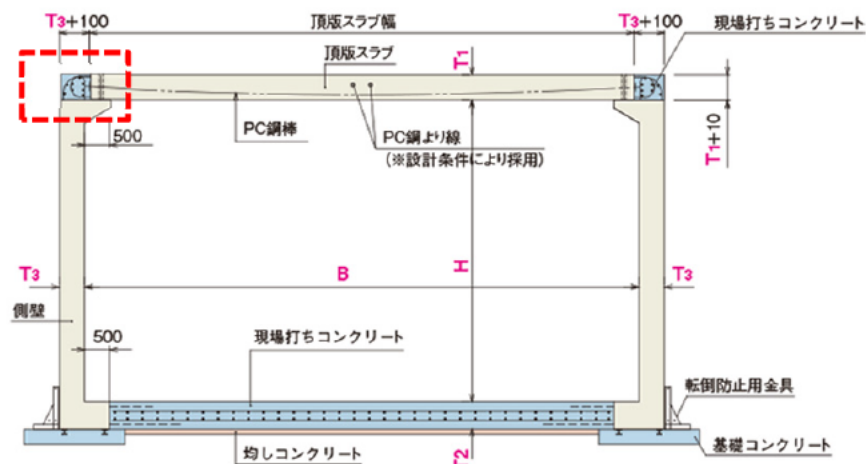 T3+100
頂版スラブ幅
T3+100
現場打ちコンクリート
頂版スラブ
T1
PC鋼棒
PC鋼より線
(※設計条件により採用)
500
T1+10
T3
B
H
T3
側壁
500
現場打ちコンクリート
転倒防止用金具
均しコンクリート
T2
基礎コンクリート